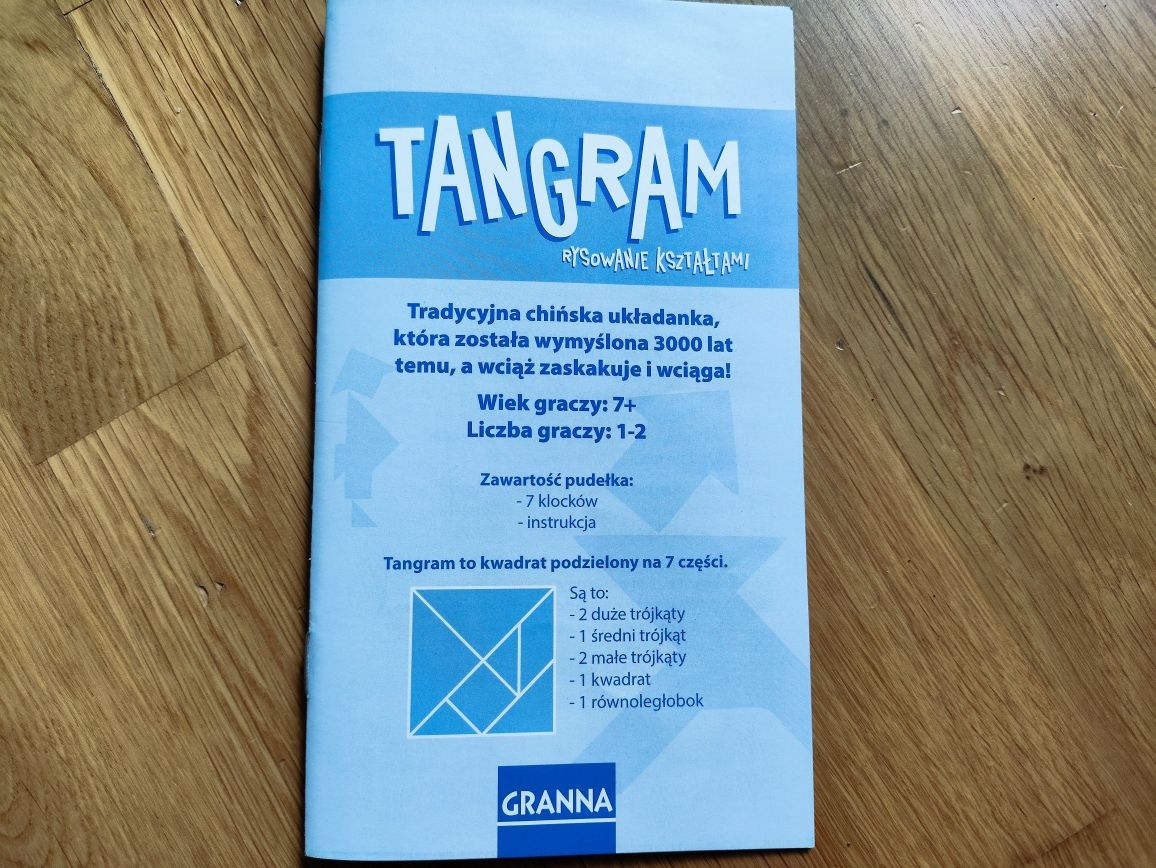 TANGRAM
RYSOWANIE KSZTAŁTAMI
Tradycyjna chińska układanka,
która została wymyślona 3000 lat
temu, a wciąż zaskakuje i wciąga!
Wiek graczy: 7+
Liczba graczy: 1-2
Zawartość pudełka:
- 7 klocków
- instrukcja
Tangram to kwadrat podzielony na 7 części.
Są to:
- 2 duże trójkąty
- 1 średni trójkąt
- 2 małe trójkąty
- 1 kwadrat
- 1 równoległobok
GRANNA